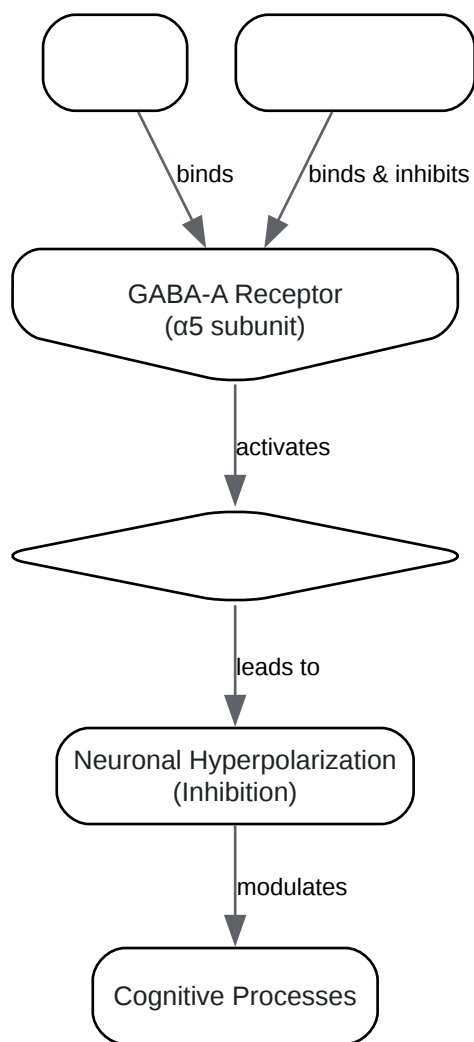 binds
binds & inhibits
GABA-A Receptor
(α5 subunit)
activates
leads to
Neuronal Hyperpolarization
(Inhibition)
modulates
Cognitive Processes